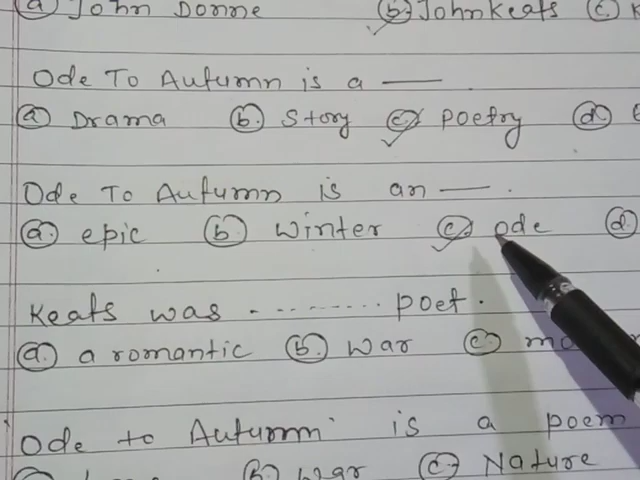 (a) John Donne (b) John Keats (c)
Ode To Autumn is a ——
(a) Drama (b.) Story (c) Poetry (d.)
Ode To Autumn is an —— .
(a.) epic (b) Winter (c) ode (d.)
Keats was ......... poet.
(a.) a romantic (b.) War (c)
Ode to Autumn is a poem
(b.) War (c) Nature